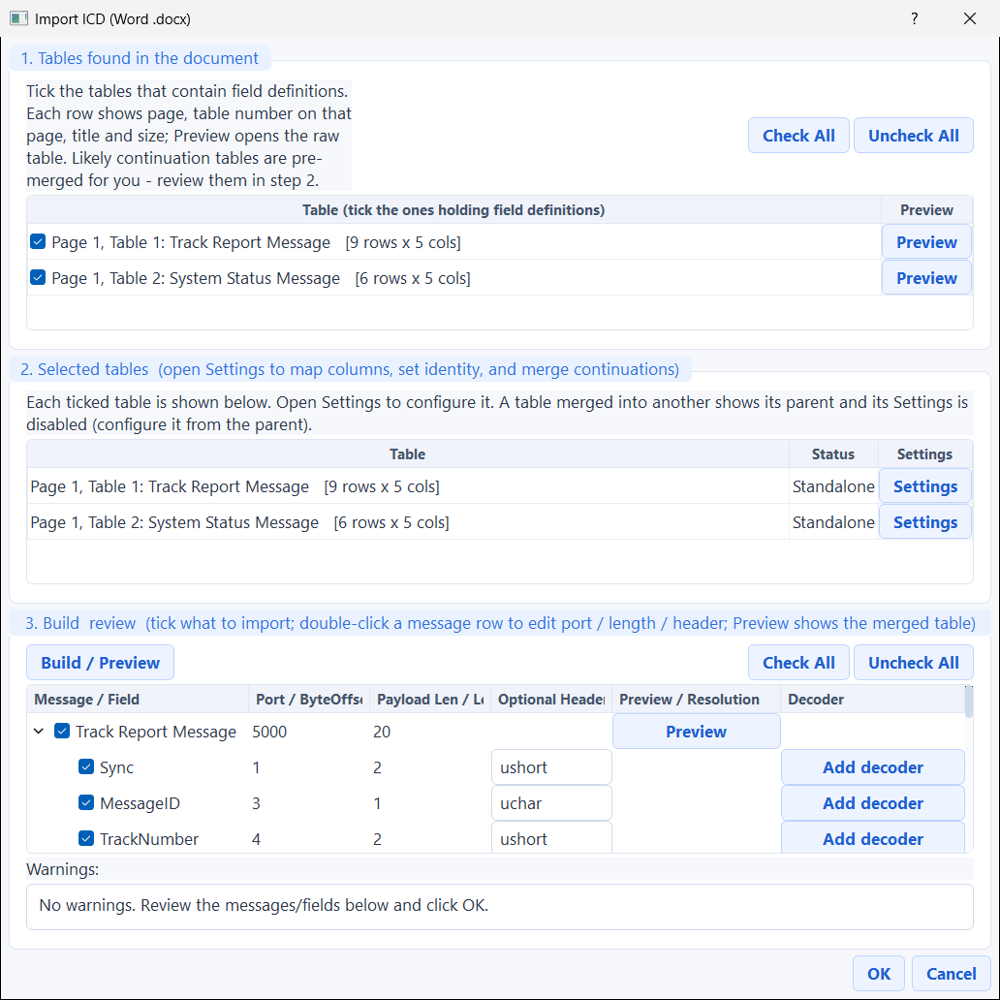 Import ICD (Word .docx)
?
1. Tables found in the document
Tick the tables that contain field definitions.
Each row shows page, table number on that
page, title and size; Preview opens the raw
table. Likely continuation tables are pre-
merged for you - review them in step 2.
Check All
Uncheck All
Table (tick the ones holding field definitions)
Preview
Page 1, Table 1: Track Report Message   [9 rows x 5 cols]
Preview
Page 1, Table 2: System Status Message   [6 rows x 5 cols]
Preview
2. Selected tables  (open Settings to map columns, set identity, and merge continuations)
Each ticked table is shown below. Open Settings to configure it. A table merged into another shows its parent and its Settings is
disabled (configure it from the parent).
Table
Status
Settings
Page 1, Table 1: Track Report Message   [9 rows x 5 cols]
Standalone
Settings
Page 1, Table 2: System Status Message   [6 rows x 5 cols]
Standalone
Settings
3. Build  review  (tick what to import; double-click a message row to edit port / length / header; Preview shows the merged table)
Build / Preview
Check All
Uncheck All
Message / Field
Port / ByteOffs
Payload Len / L
Optional Header
Preview / Resolution
Decoder
Track Report Message
5000
20
Preview
Sync
1
2
ushort
Add decoder
MessageID
3
1
uchar
Add decoder
TrackNumber
4
2
ushort
Add decoder
Warnings:
No warnings. Review the messages/fields below and click OK.
OK
Cancel